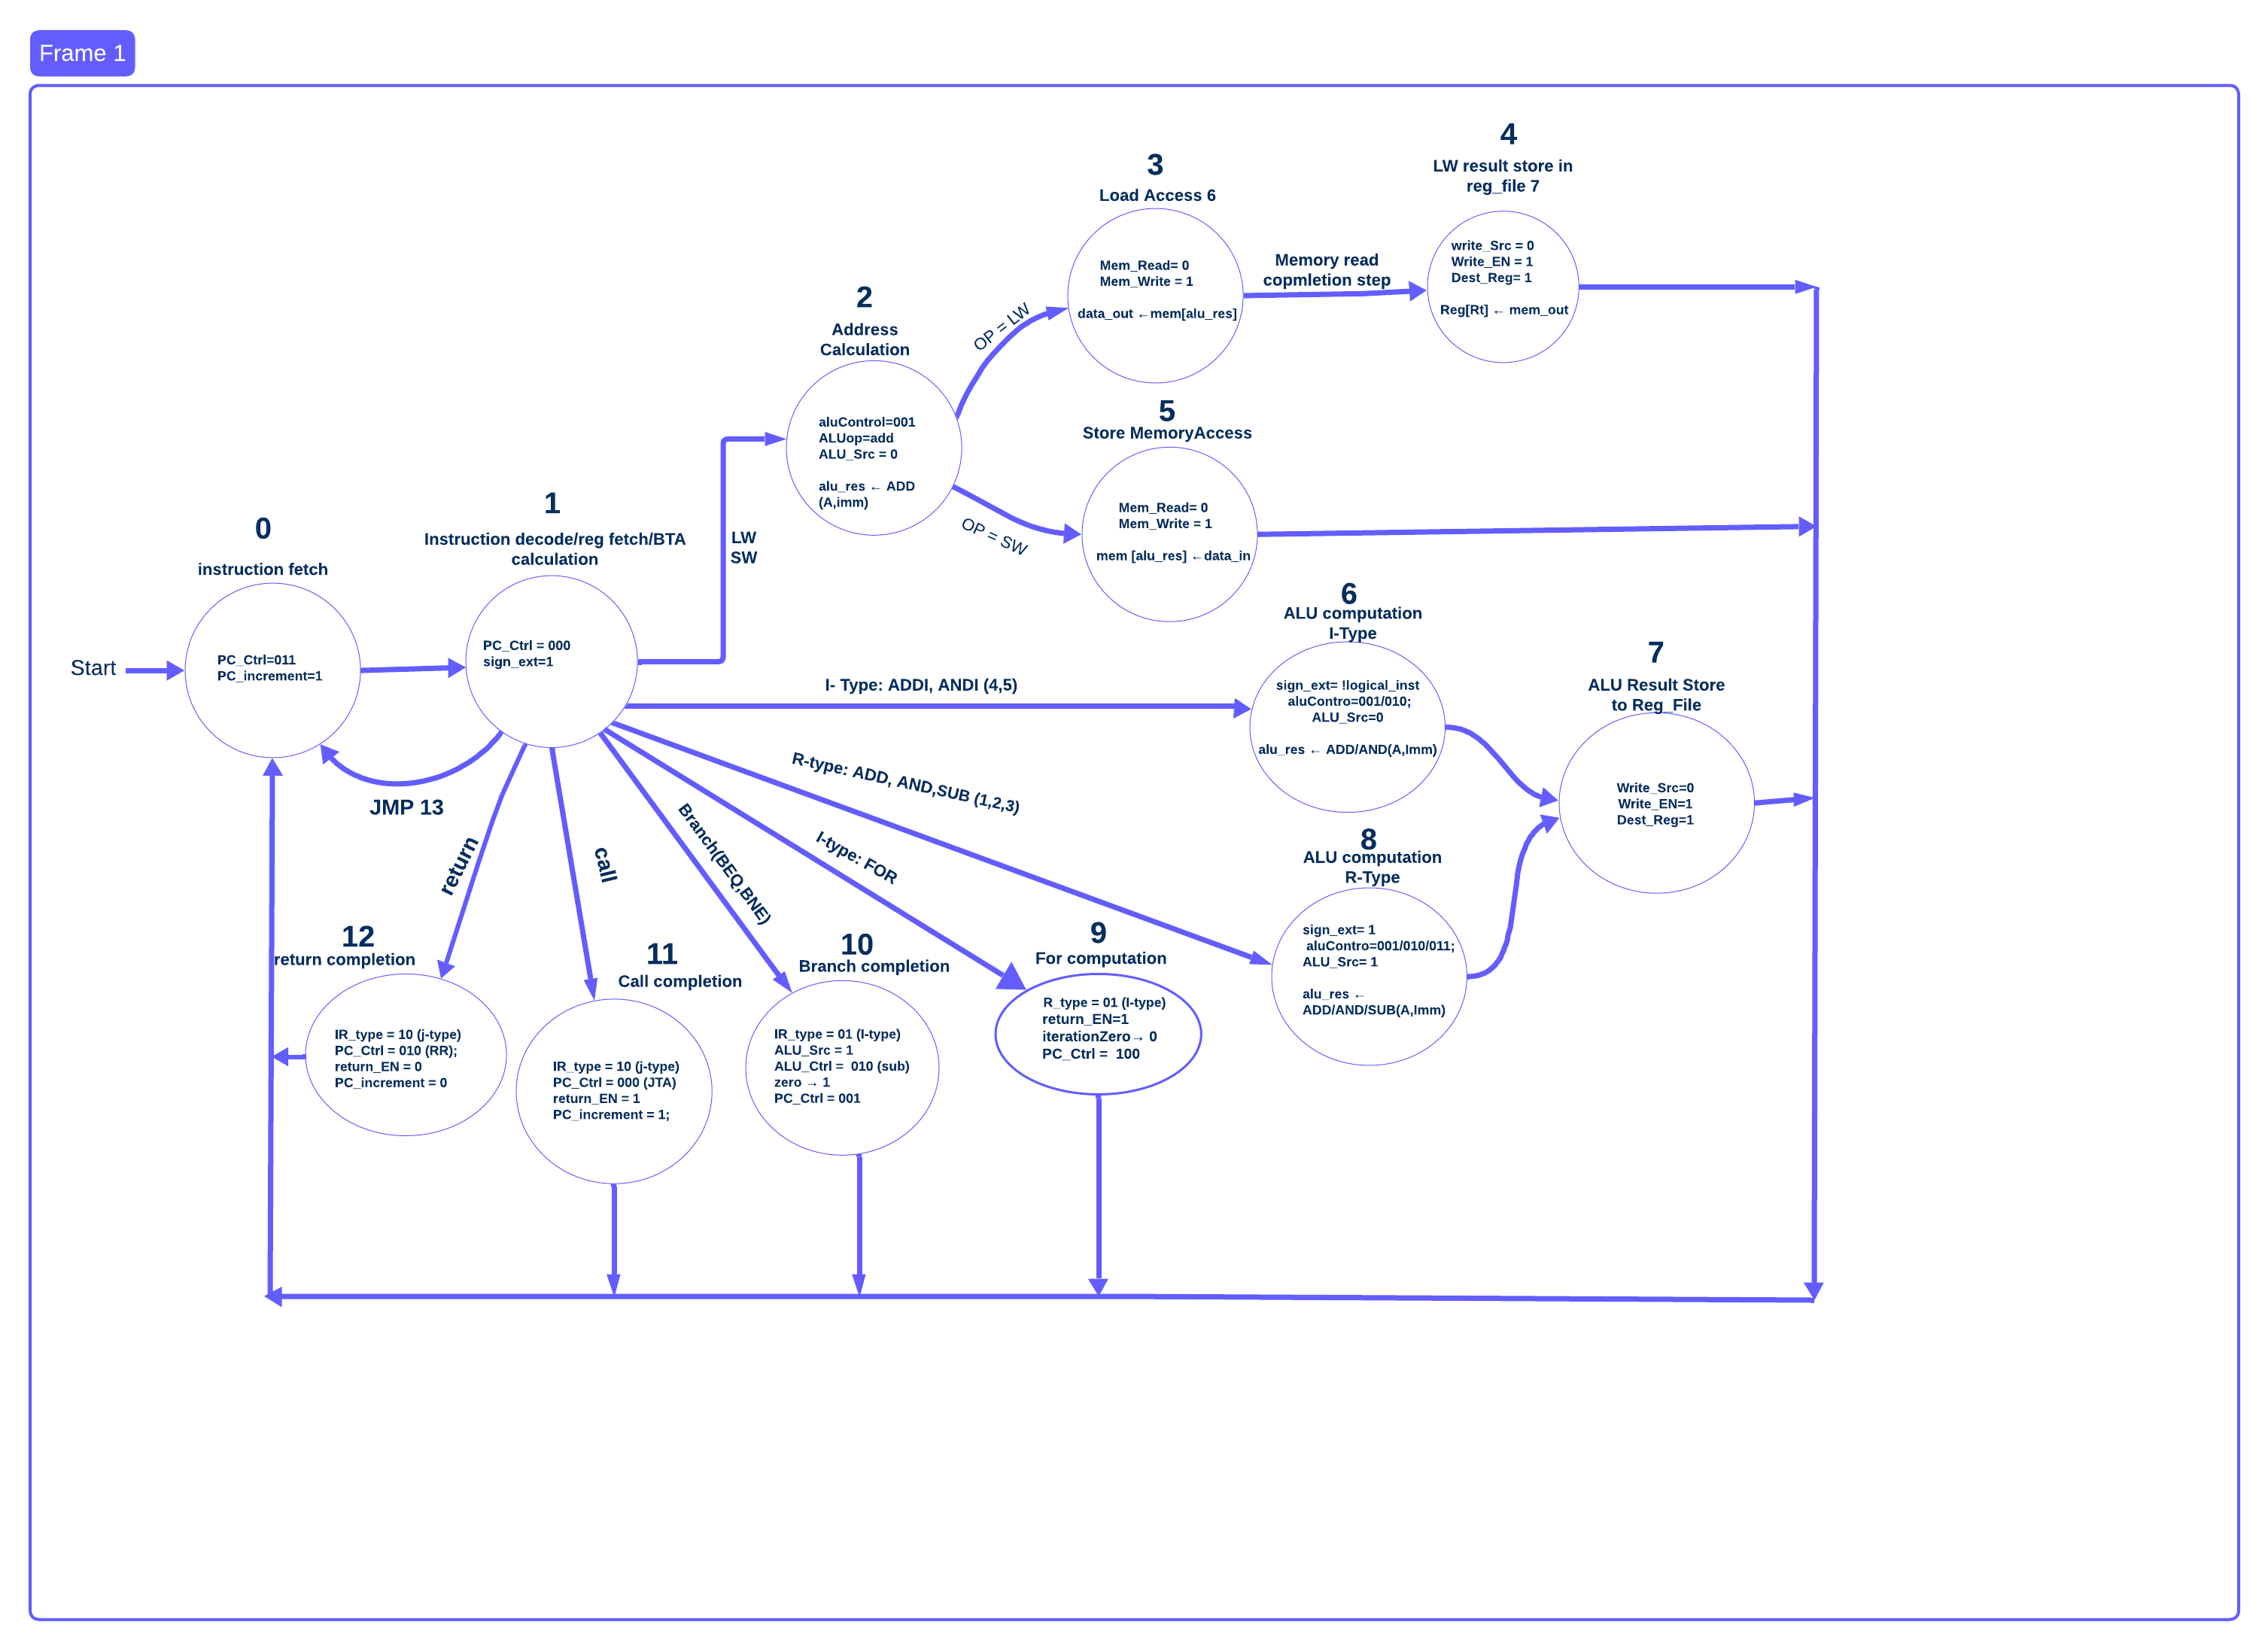 Frame 1
4
LW result store in
reg_file 7
write_Src = 0
Write_EN = 1
Dest_Reg= 1
Reg[Rt] ← mem_out
3
Load Access 6
Mem_Read= 0
Mem_Write = 1
data_out ←mem[alu_res]
Memory read
copmletion step
2
Address
Calculation
aluControl=001
ALUop=add
ALU_Src = 0
alu_res ← ADD
(A,imm)
OP = LW
OP = SW
5
Store MemoryAccess
Mem_Read= 0
Mem_Write = 1
mem [alu_res] ←data_in
0
instruction fetch
Start
PC_Ctrl=011
PC_increment=1
1
Instruction decode/reg fetch/BTA
calculation
PC_Ctrl = 000
sign_ext=1
LW
SW
6
ALU computation
I-Type
sign_ext= !logical_inst
aluContro=001/010;
ALU_Src=0
alu_res ← ADD/AND(A,Imm)
7
ALU Result Store
to Reg_File
Write_Src=0
Write_EN=1
Dest_Reg=1
I- Type: ADDI, ANDI (4,5)
R-type: ADD, AND,SUB (1,2,3)
I-type: FOR
Branch(BEQ,BNE)
call
return
JMP 13
8
ALU computation
R-Type
sign_ext= 1
aluContro=001/010/011;
ALU_Src= 1
alu_res ←
ADD/AND/SUB(A,Imm)
12
return completion
IR_type = 10 (j-type)
PC_Ctrl = 010 (RR);
return_EN = 0
PC_increment = 0
11
Call completion
IR_type = 10 (j-type)
PC_Ctrl = 000 (JTA)
return_EN = 1
PC_increment = 1;
10
Branch completion
IR_type = 01 (I-type)
ALU_Src = 1
ALU_Ctrl =  010 (sub)
zero → 1
PC_Ctrl = 001
9
For computation
R_type = 01 (I-type)
return_EN=1
iterationZero→ 0
PC_Ctrl =  100